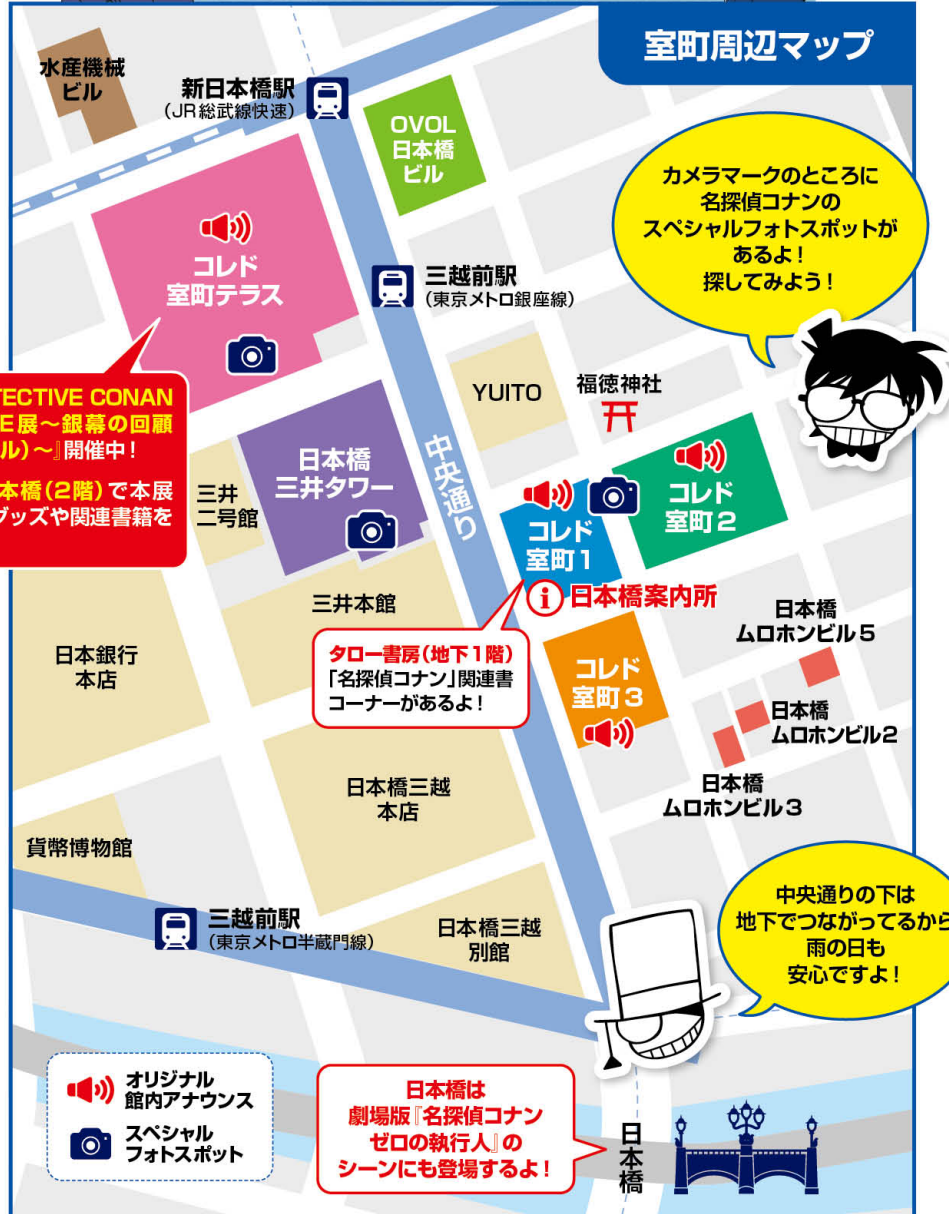 室町周辺マップ
水産機械
ビル
新日本橋駅
(JR総武線快速)
OVOL
日本橋
ビル
カメラマークのところに
名探偵コナンの
スペシャルフォトスポットが
あるよ!
探してみよう!
コレド
室町テラス
三越前駅
(東京メトロ銀座線)
YUITO
福徳神社
TECTIVE CONAN
E展～銀幕の回顧
ル)～』開催中!
本橋(2階)で本展
グッズや関連書籍を
三井
二号館
日本橋
三井タワー
中央通り
コレド
室町1
コレド
室町2
i 日本橋案内所
三井本館
日本銀行
本店
タロー書房(地下1階)
「名探偵コナン」関連書
コーナーがあるよ!
コレド
室町3
日本橋
ムロホンビル5
日本橋
ムロホンビル2
日本橋
ムロホンビル3
日本橋三越
本店
貨幣博物館
三越前駅
(東京メトロ半蔵門線)
日本橋三越
別館
中央通りの下は
地下でつながってるから
雨の日も
安心ですよ!
オリジナル
館内アナウンス
スペシャル
フォトスポット
日本橋は
劇場版『名探偵コナン
ゼロの執行人』の
シーンにも登場するよ!
日本橋